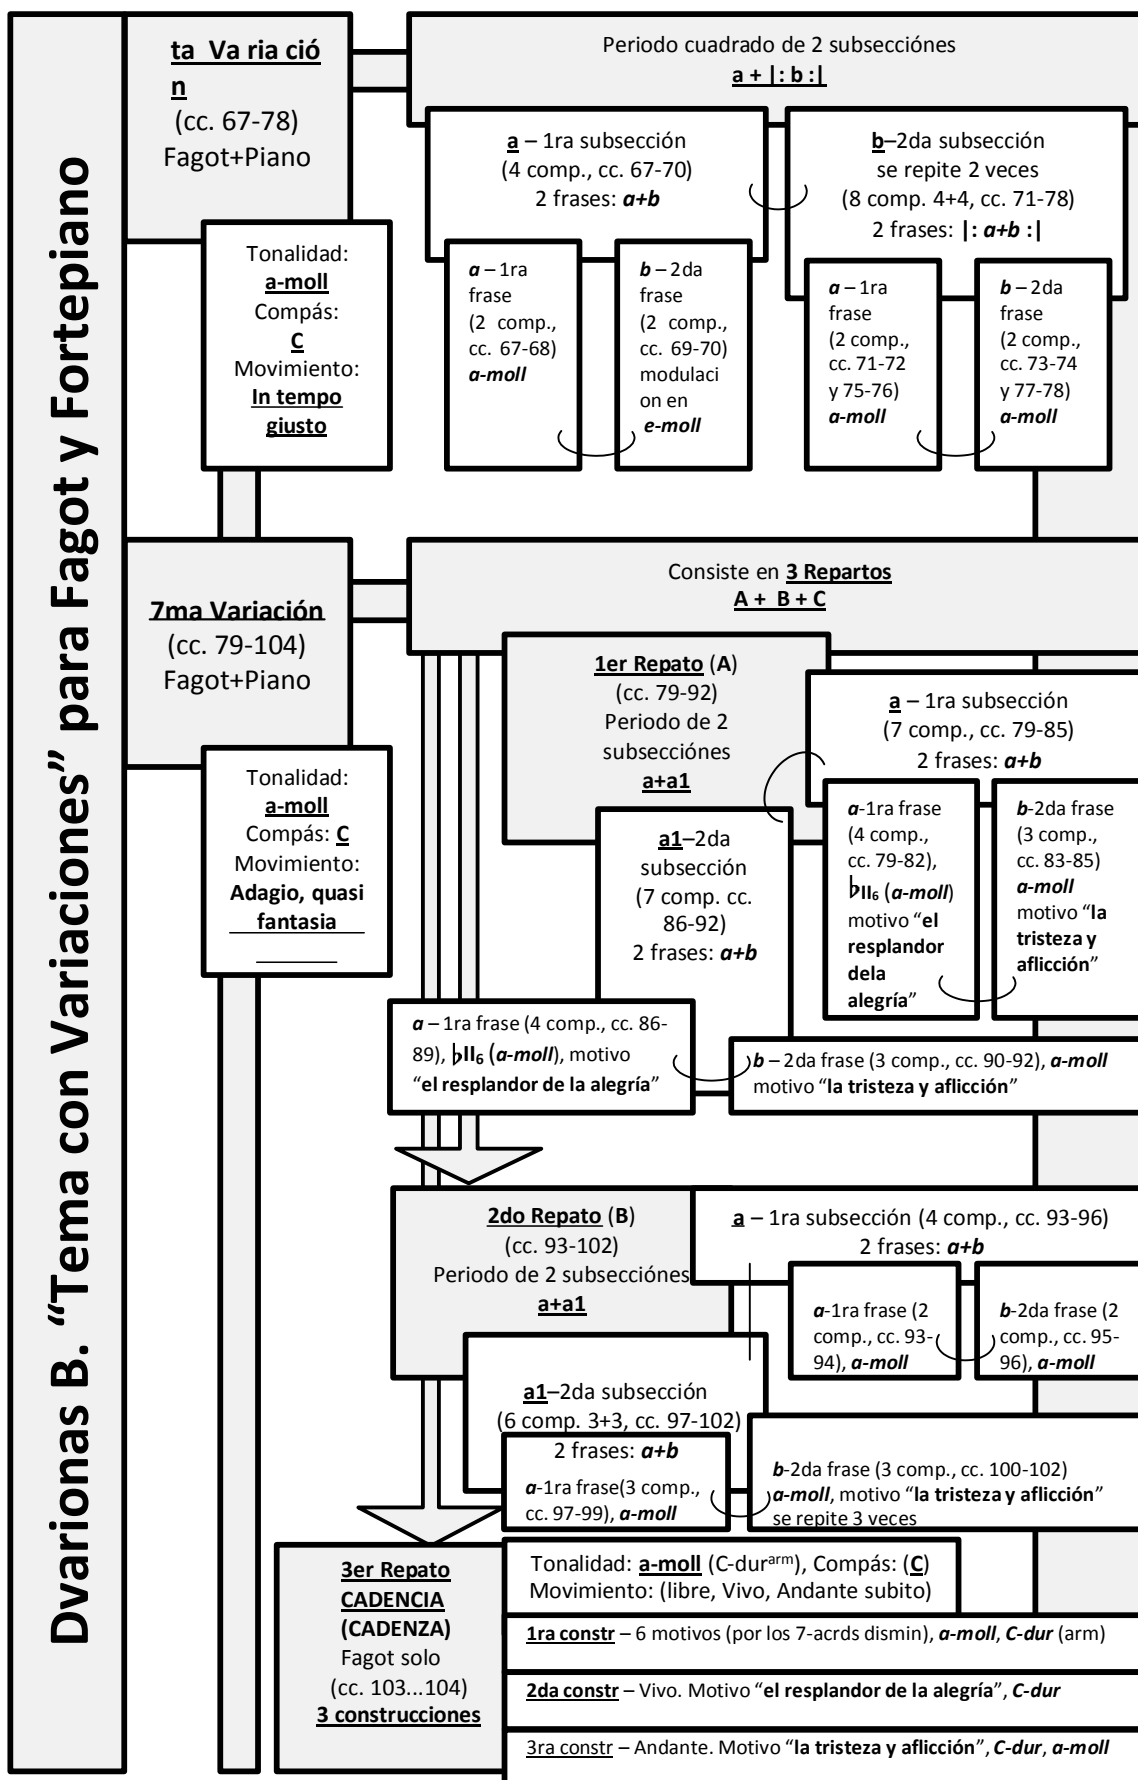 Dvarionas B. “Tema con Variaciones” para Fagot y Fortepiano
ta Va ria ció
n
(cc. 67-78)
Fagot+Piano
Tonalidad:
a-moll
Compás:
C
Movimiento:
In tempo
giusto
Periodo cuadrado de 2 subsecciónes
a + |: b :|
a – 1ra subsección
(4 comp., cc. 67-70)
2 frases: a+b
b–2da subsección
se repite 2 veces
(8 comp. 4+4, cc. 71-78)
2 frases: |: a+b :|
a – 1ra
frase
(2 comp.,
cc. 67-68)
a-moll
b – 2da
frase
(2 comp.,
cc. 69-70)
modulaci
on en
e-moll
a – 1ra
frase
(2 comp.,
cc. 71-72
y 75-76)
a-moll
b – 2da
frase
(2 comp.,
cc. 73-74
y 77-78)
a-moll
7ma Variación
(cc. 79-104)
Fagot+Piano
Tonalidad:
a-moll
Compás: C
Movimiento:
Adagio, quasi
fantasia
Consiste en 3 Repartos
A + B + C
1er Repato (A)
(cc. 79-92)
Periodo de 2
subsecciónes
a+a1
a – 1ra subsección
(7 comp., cc. 79-85)
2 frases: a+b
a-1ra frase
(4 comp.,
cc. 79-82),
♭II₆ (a-moll)
motivo “el
resplandor
dela
alegría”
b-2da frase
(3 comp.,
cc. 83-85)
a-moll
motivo “la
tristeza y
aflicción”
a1–2da
subsección
(7 comp. cc.
86-92)
2 frases: a+b
a – 1ra frase (4 comp., cc. 86-
89), ♭II₆ (a-moll), motivo
“el resplandor de la alegría”
b – 2da frase (3 comp., cc. 90-92), a-moll
motivo “la tristeza y aflicción”
2do Repato (B)
(cc. 93-102)
Periodo de 2 subsecciónes
a+a1
a – 1ra subsección (4 comp., cc. 93-96)
2 frases: a+b
a-1ra frase (2
comp., cc. 93-
94), a-moll
b-2da frase (2
comp., cc. 95-
96), a-moll
a1–2da subsección
(6 comp. 3+3, cc. 97-102)
2 frases: a+b
a-1ra frase(3 comp.,
cc. 97-99), a-moll
b-2da frase (3 comp., cc. 100-102)
a-moll, motivo “la tristeza y aflicción”
se repite 3 veces
3er Repato
CADENCIA
(CADENZA)
Fagot solo
(cc. 103...104)
3 construcciones
Tonalidad: a-moll (C-durᵃʳᵐ), Compás: (C)
Movimiento: (libre, Vivo, Andante subito)
1ra constr – 6 motivos (por los 7-acrds dismin), a-moll, C-dur (arm)
2da constr – Vivo. Motivo “el resplandor de la alegría”, C-dur
3ra constr – Andante. Motivo “la tristeza y aflicción”, C-dur, a-moll